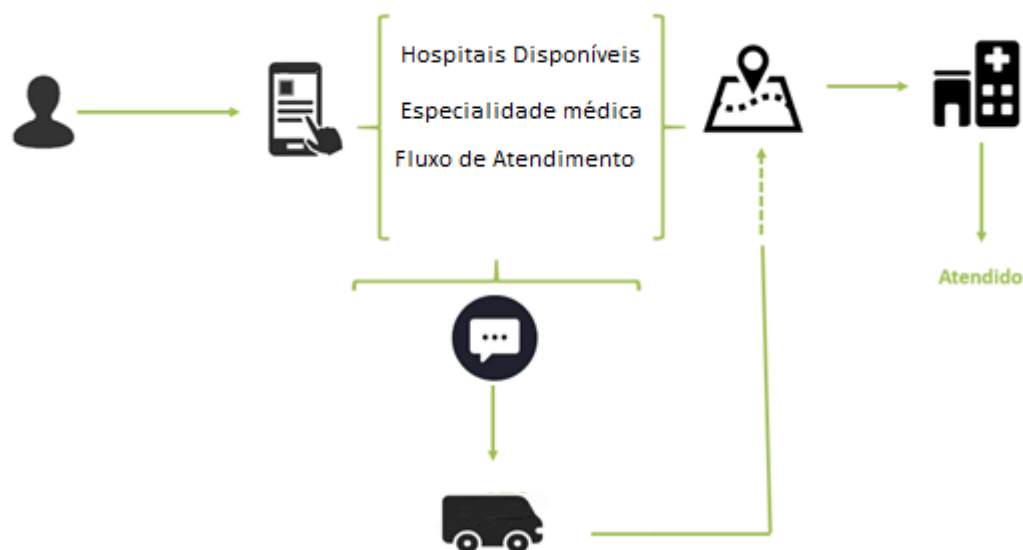 Hospitais Disponíveis
Especialidade médica
Fluxo de Atendimento
Atendido